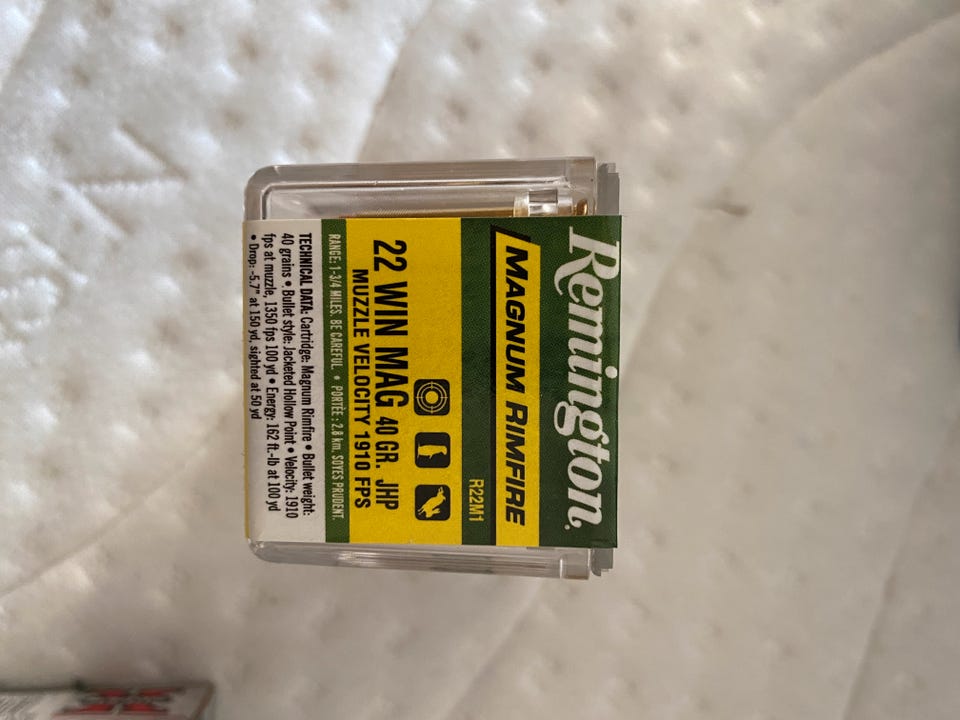 Remington.
MAGNUM RIMFIRE
R22M1
22 WIN MAG 40 GR. JHP
MUZZLE VELOCITY 1910 FPS
RANGE: 1-3/4 MILES. BE CAREFUL. • PORTÉE: 2.8 km. SOYES PRUDENT.
TECHNICAL DATA: Cartridge: Magnum Rimfire • Bullet weight:
40 grains • Bullet style: Jacketed Hollow Point • Velocity: 1910
fps at muzzle, 1350 fps 100 yd • Energy: 162 ft.-lb at 100 yd
• Drop: -5.7" at 150 yd, sighted at 50 yd